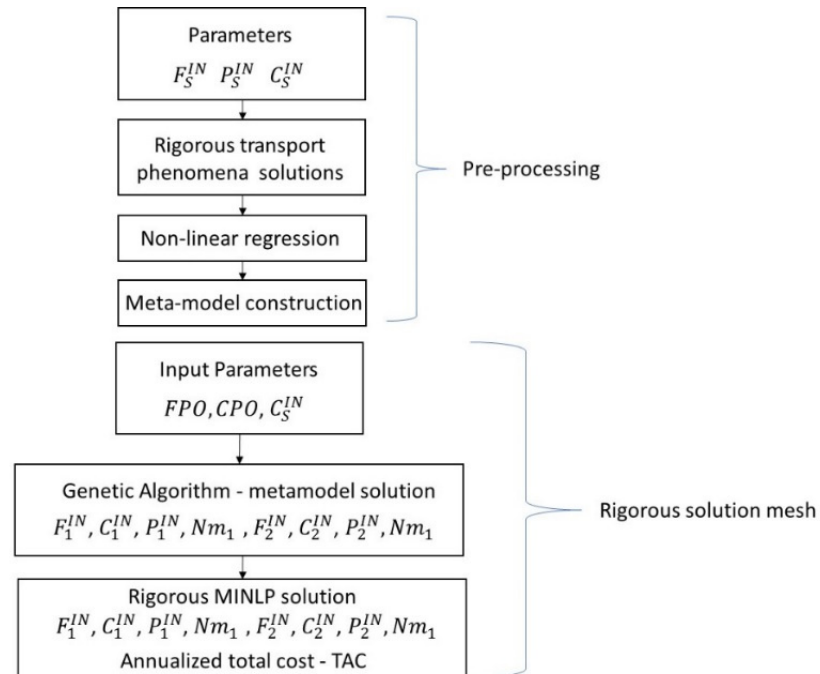 Parameters
F_S^{IN} P_S^{IN} C_S^{IN}
Rigorous transport
phenomena solutions
Non-linear regression
Meta-model construction
Pre-processing
Input Parameters
FPO, CPO, C_S^{IN}
Genetic Algorithm - metamodel solution
F_1^{IN}, C_1^{IN}, P_1^{IN}, Nm_1 , F_2^{IN}, C_2^{IN}, P_2^{IN}, Nm_1
Rigorous MINLP solution
F_1^{IN}, C_1^{IN}, P_1^{IN}, Nm_1 , F_2^{IN}, C_2^{IN}, P_2^{IN}, Nm_1
Annualized total cost - TAC
Rigorous solution mesh